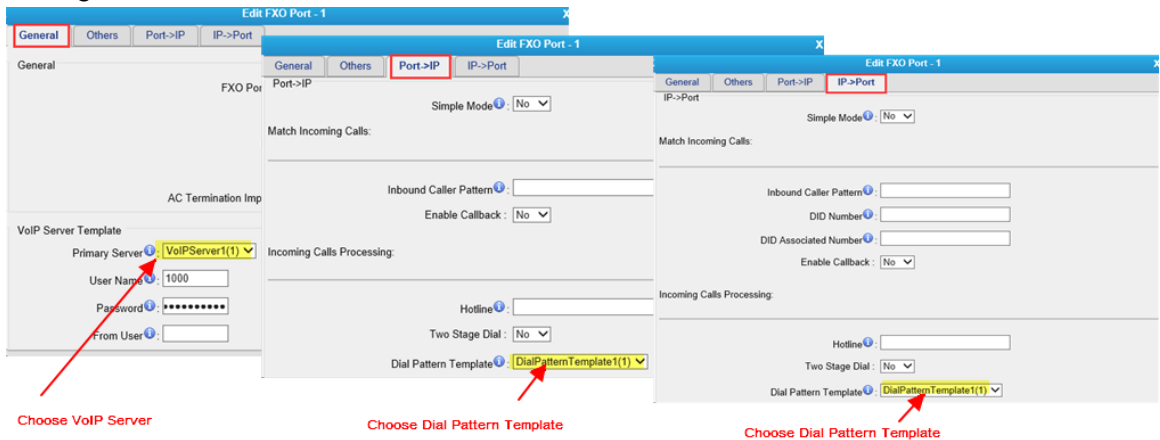 Edit FXO Port - 1
X
General Others Port->IP IP->Port
General
FXO Por
AC Termination Imp
VoIP Server Template
Primary Server : VoIPServer1(1)
User Name : 1000
Password : ••••••••••
From User :
Choose VoIP Server
Edit FXO Port - 1
X
General Others Port->IP IP->Port
Port->IP
Simple Mode : No
Match Incoming Calls:
Inbound Caller Pattern :
Enable Callback : No
Incoming Calls Processing:
Hotline :
Two Stage Dial : No
Dial Pattern Template : DialPatternTemplate1(1)
Choose Dial Pattern Template
Edit FXO Port - 1
X
General Others Port->IP IP->Port
IP->Port
Simple Mode : No
Match Incoming Calls:
Inbound Caller Pattern :
DID Number :
DID Associated Number :
Enable Callback : No
Incoming Calls Processing:
Hotline :
Two Stage Dial : No
Dial Pattern Template : DialPatternTemplate1(1)
Choose Dial Pattern Template